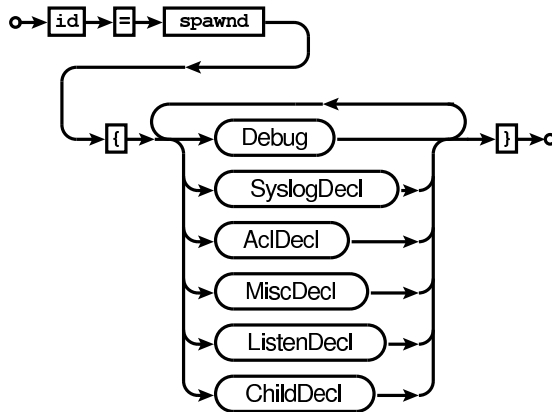 id = spawnd
{ Debug }
SyslogDecl
AclDecl
MiscDecl
ListenDecl
ChildDecl